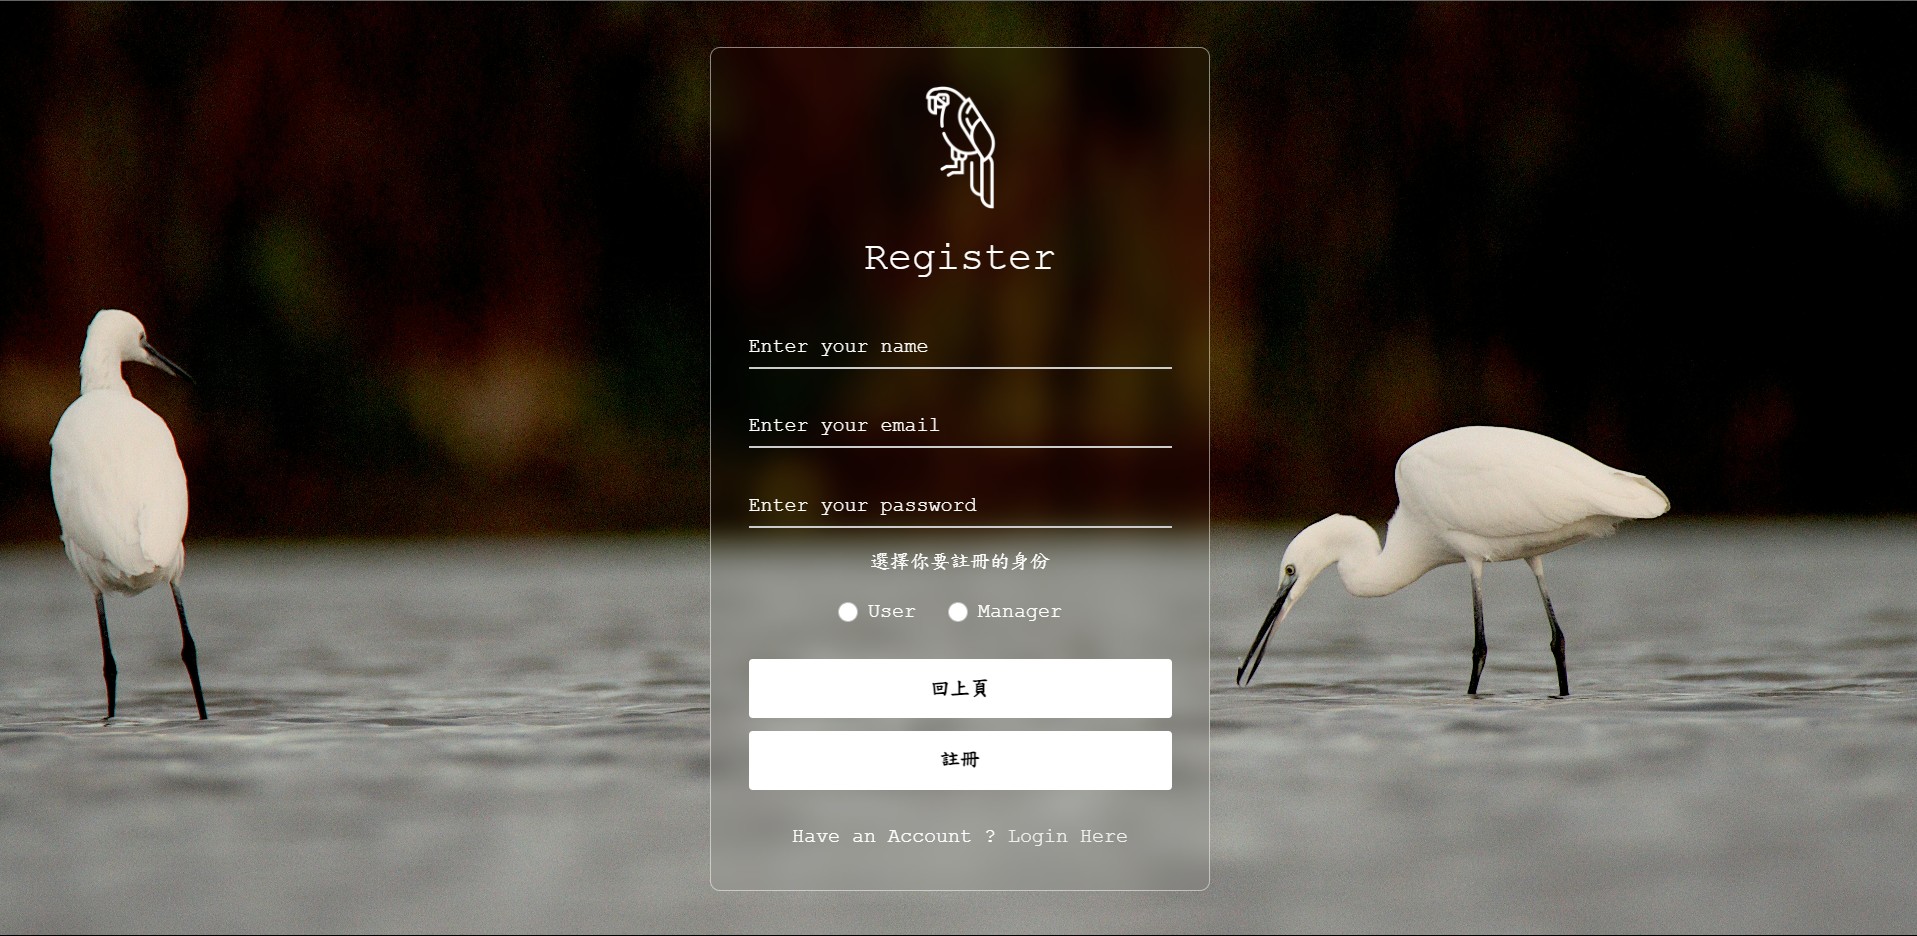 Register
Enter your name
Enter your email
Enter your password
選擇你要註冊的身份
User Manager
回上頁
註冊
Have an Account ? Login Here